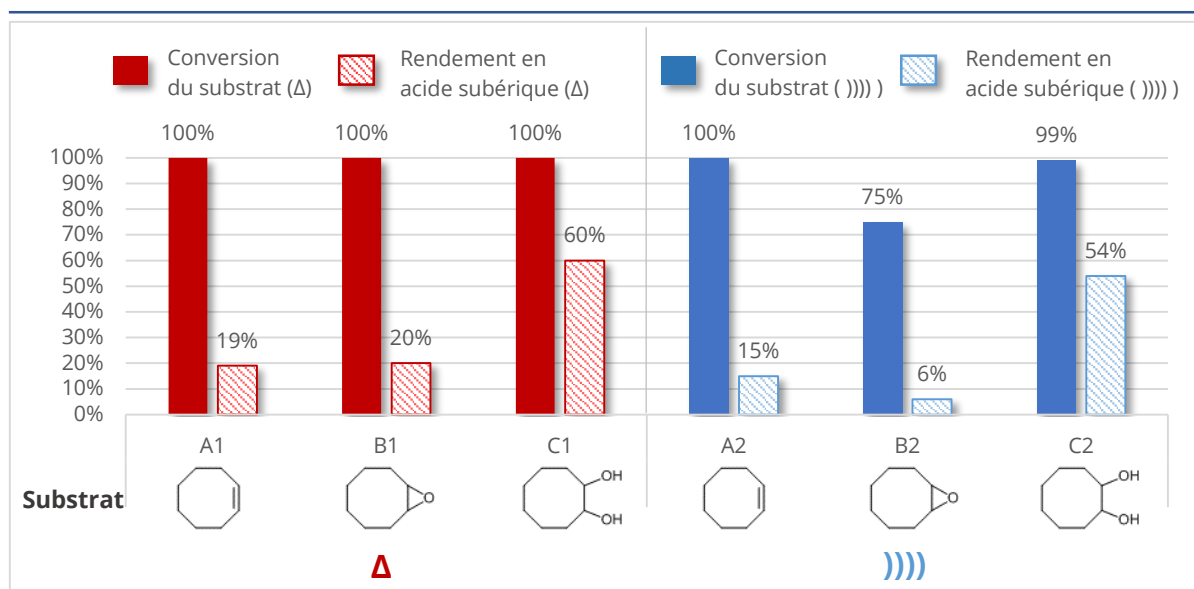 Conversion
du substrat (Δ)
Rendement en
acide subérique (Δ)
Conversion
du substrat ( )))) )
Rendement en
acide subérique ( )))) )
100%
100%
100%
100%
75%
99%
100%
90%
80%
70%
60%
50%
40%
30%
20%
10%
0%
19%
20%
60%
15%
6%
54%
A1
B1
C1
A2
B2
C2
Substrat
O
OH
OH
O
OH
OH
Δ
))))